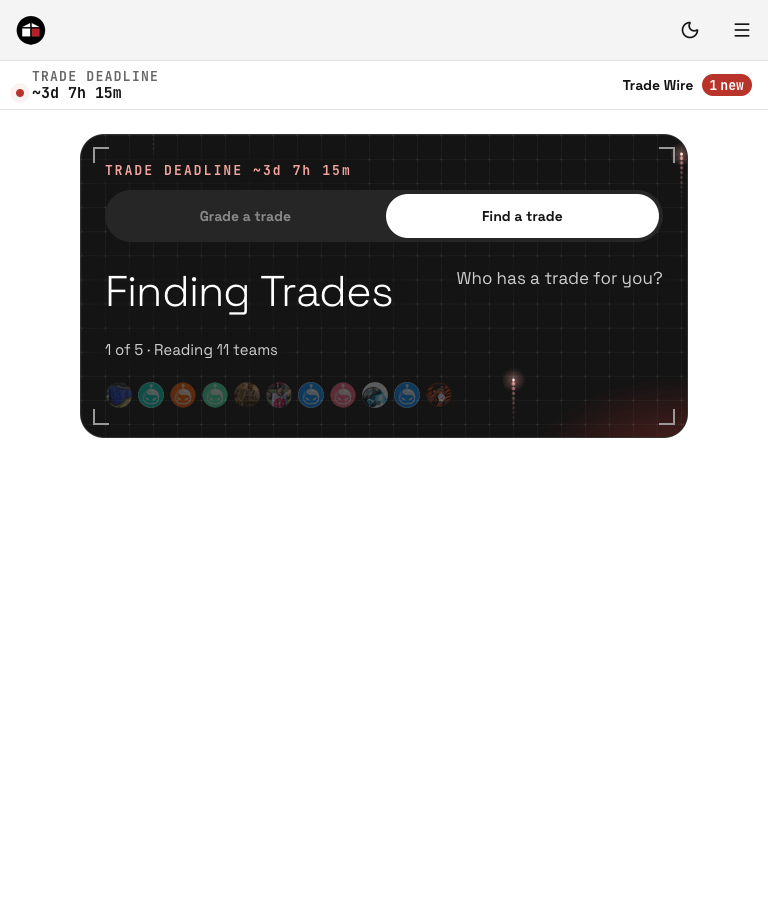 TRADE DEADLINE
~3d 7h 15m
Trade Wire
1 new
TRADE DEADLINE ~3d 7h 15m
Grade a trade
Find a trade
Finding Trades
Who has a trade for you?
1 of 5 · Reading 11 teams